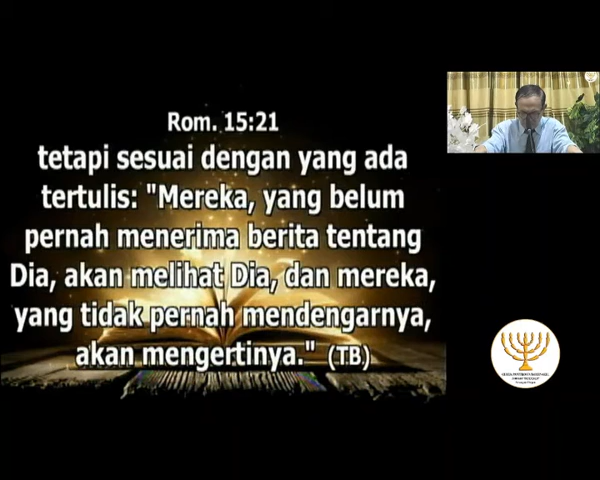 Rom. 15:21
tetapi sesuai dengan yang ada
tertulis: "Mereka, yang belum
pernah menerima berita tentang
Dia, akan melihat Dia, dan mereka,
yang tidak pernah mendengarnya,
akan mengertinya." (TB)